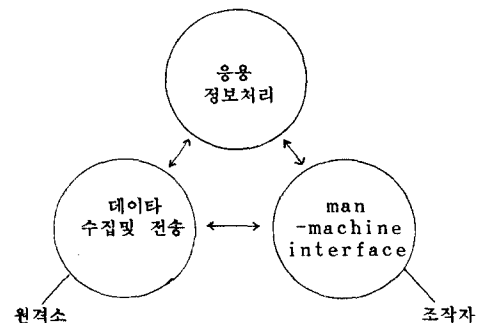 응용
정보처리
데이타
수집및 전송
man
-machine
interface
원격소
조작자